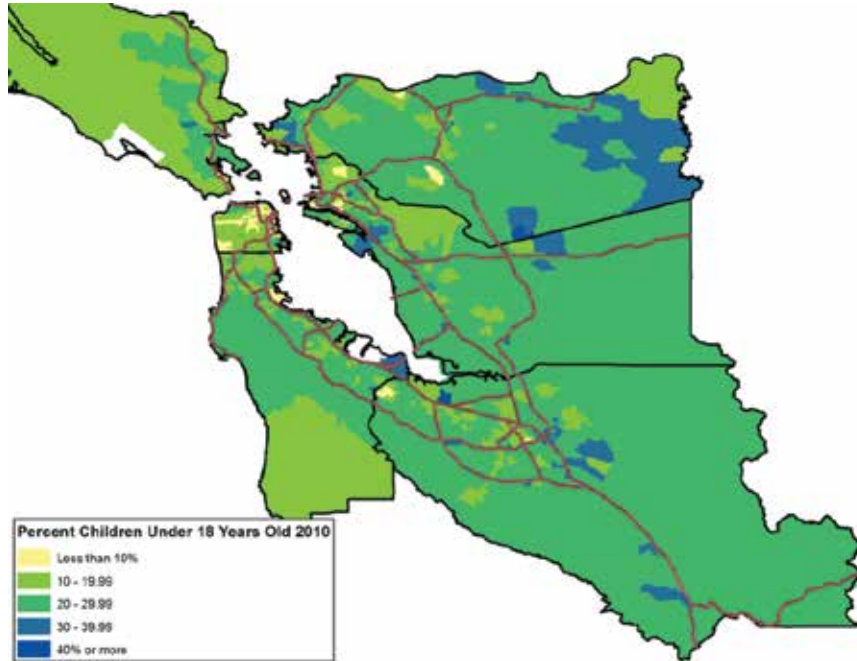 Percent Children Under 18 Years Old 2010
Less than 10%
10 - 19.99
20 - 29.99
30 - 39.99
40% or more